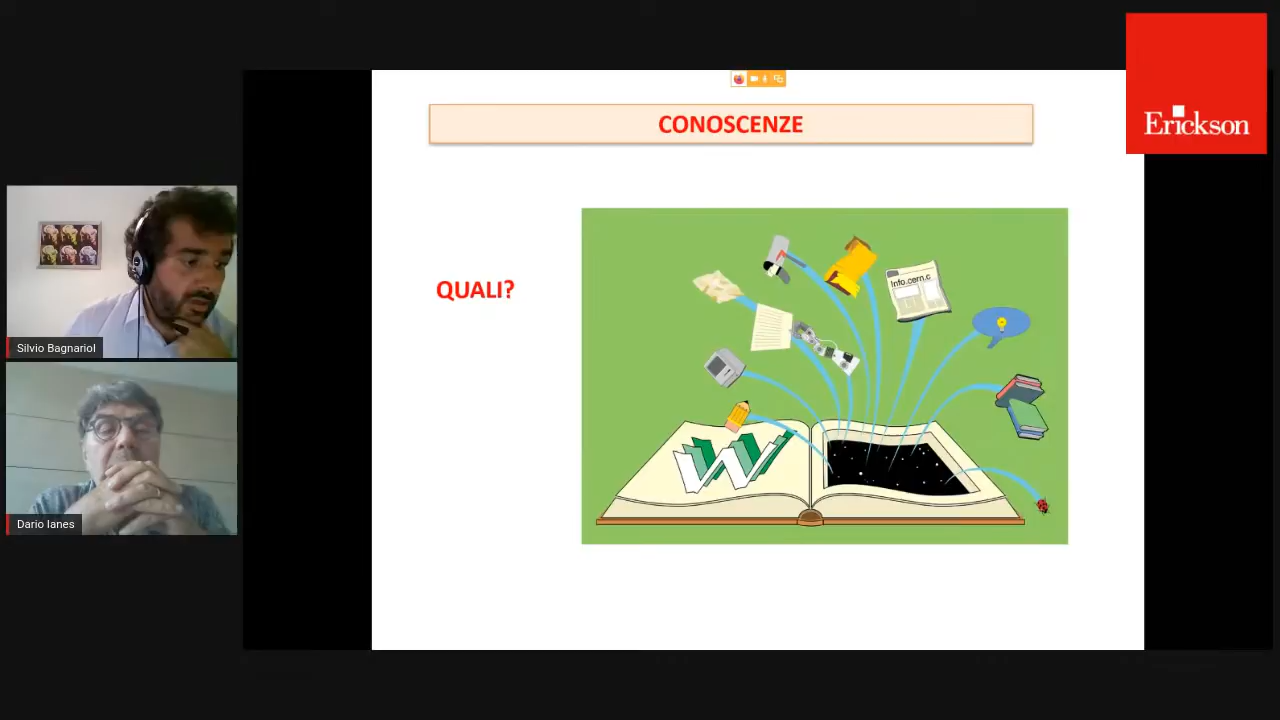 CONOSCENZE
Erickson
QUALI?
Info.cern.c
W
Silvio Bagnariol
Dario Ianes